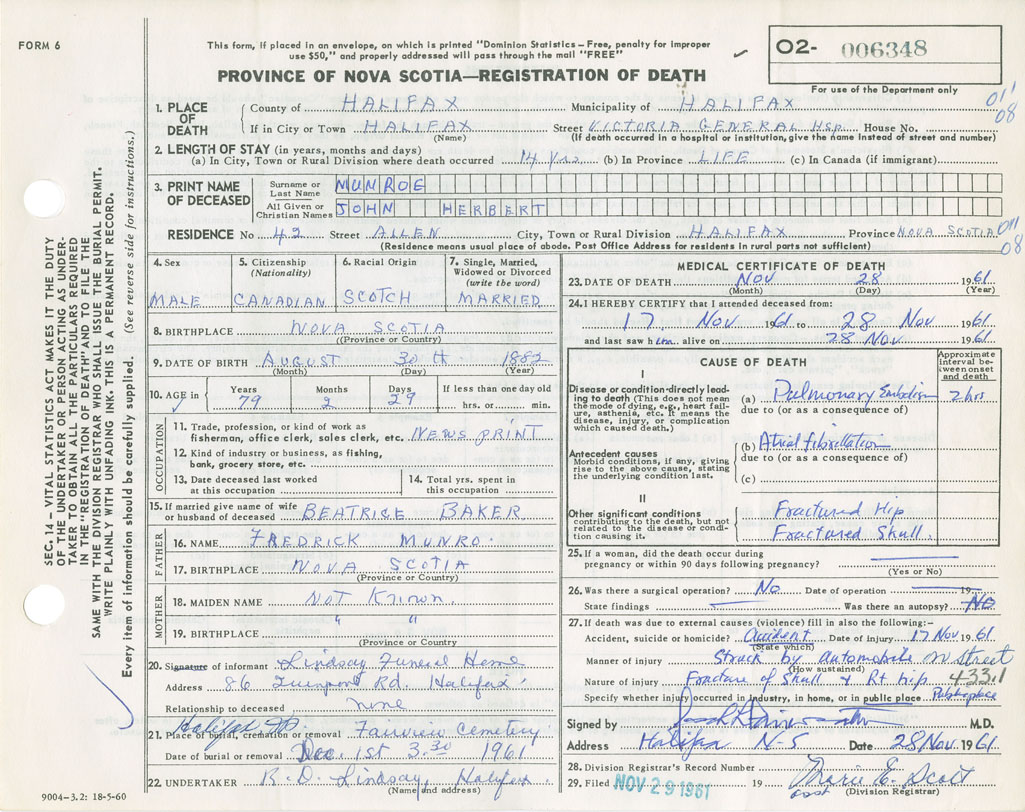 FORM 6
This form, if placed in an envelope, on which is printed "Dominion Statistics – Free, penalty for improper
use $50," and properly addressed will pass through the mail "FREE"
02- 006348
For use of the Department only
PROVINCE OF NOVA SCOTIA—REGISTRATION OF DEATH
011
08
SEC. 14 – VITAL STATISTICS ACT MAKES IT THE DUTY
OF THE UNDERTAKER OR PERSON ACTING AS UNDER-
TAKER TO OBTAIN ALL THE PARTICULARS REQUIRED
IN THE "REGISTRATION OF DEATH" AND TO FILE THE
SAME WITH THE DIVISION REGISTRAR WHO SHALL ISSUE THE BURIAL PERMIT.
WRITE PLAINLY WITH UNFADING INK. THIS IS A PERMANENT RECORD.
Every item of information should be carefully supplied. (See reverse side for instructions.)
1. PLACE OF DEATH
County of HALIFAX Municipality of HALIFAX
If in City or Town HALIFAX Street VICTORIA GENERAL Hsp. House No.
(Name) (If death occurred in a hospital or institution, give the name instead of street and number)
2. LENGTH OF STAY (in years, months and days)
(a) In City, Town or Rural Division where death occurred 14 yrs (b) In Province LIFE (c) In Canada (if immigrant)
3. PRINT NAME OF DECEASED
Surname or Last Name MUNROE
All Given or Christian Names JOHN HERBERT
RESIDENCE No 42 Street ALLEN City, Town or Rural Division HALIFAX Province NOVA SCOTIA
(Residence means usual place of abode. Post Office Address for residents in rural parts not sufficient)
011
08
4. Sex
MALE
5. Citizenship
(Nationality)
CANADIAN
6. Racial Origin
SCOTCH
7. Single, Married,
Widowed or Divorced
(write the word)
MARRIED
8. BIRTHPLACE NOVA SCOTIA
(Province or Country)
9. DATE OF BIRTH AUGUST 30th 1882
(Month) (Day) (Year)
10. AGE in Years 79 Months 2 Days 29 If less than one day old hrs. or min.
OCCUPATION
11. Trade, profession, or kind of work as
fisherman, office clerk, sales clerk, etc. NEWS PRINT
12. Kind of industry or business, as fishing,
bank, grocery store, etc.
13. Date deceased last worked
at this occupation
14. Total yrs. spent in
this occupation
15. If married give name of wife
or husband of deceased BEATRICE BAKER
FATHER
16. NAME FREDRICK MUNRO
17. BIRTHPLACE NOVA SCOTIA
(Province or Country)
MOTHER
18. MAIDEN NAME Not Known.
19. BIRTHPLACE " "
(Province or Country)
20. Signature of informant Lindsay Funeral Home
Address 86 Rd. Halifax.
Relationship to deceased none
Halifax
21. Place of burial, cremation or removal Fairview Cemetery
Date of burial or removal Dec. 1st 3.30 1961
22. UNDERTAKER R. D. Lindsay, Halifax.
(Name and address)
9004-3.2: 18-5-60
MEDICAL CERTIFICATE OF DEATH
23. DATE OF DEATH Nov 28 1961
(Month) (Day) (Year)
24. I HEREBY CERTIFY that I attended deceased from:
17, Nov 1961 to 28 Nov 1961
and last saw him alive on 28 Nov 1961
CAUSE OF DEATH
Approximate interval between onset and death
I
Disease or condition directly lead-
ing to death (This does not mean
the mode of dying, e.g., heart fail-
ure, asthenia, etc. It means the
disease, injury, or complication
which caused death.)
(a) Pulmonary Embolism 2 hrs
due to (or as a consequence of)
Antecedent causes
Morbid conditions, if any, giving
rise to the above cause, stating
the underlying condition last.
(b) Atrial fibrillation
due to (or as a consequence of)
(c)
II
Other significant conditions
contributing to the death, but not
related to the disease or condi-
tion causing it.
Fractured Hip
Fractured Skull.
25. If a woman, did the death occur during
pregnancy or within 90 days following pregnancy?
(Yes or No)
26. Was there a surgical operation? No Date of operation 19
State findings Was there an autopsy? No
27. If death was due to external causes (violence) fill in also the following:–
Accident, suicide or homicide? Accident Date of injury 17 Nov 1961
(State which)
Manner of injury Struck by automobile on Street
(How sustained)
Nature of injury Fracture of Skull & Rt hip
Specify whether injury occurred in industry, in home, or in public place. Public place
Signed by M.D.
Address Halifax N-S Date 28 Nov 1961
28. Division Registrar's Record Number
29. Filed NOV 29 1961 19 Marie E. Scott
(Division Registrar)